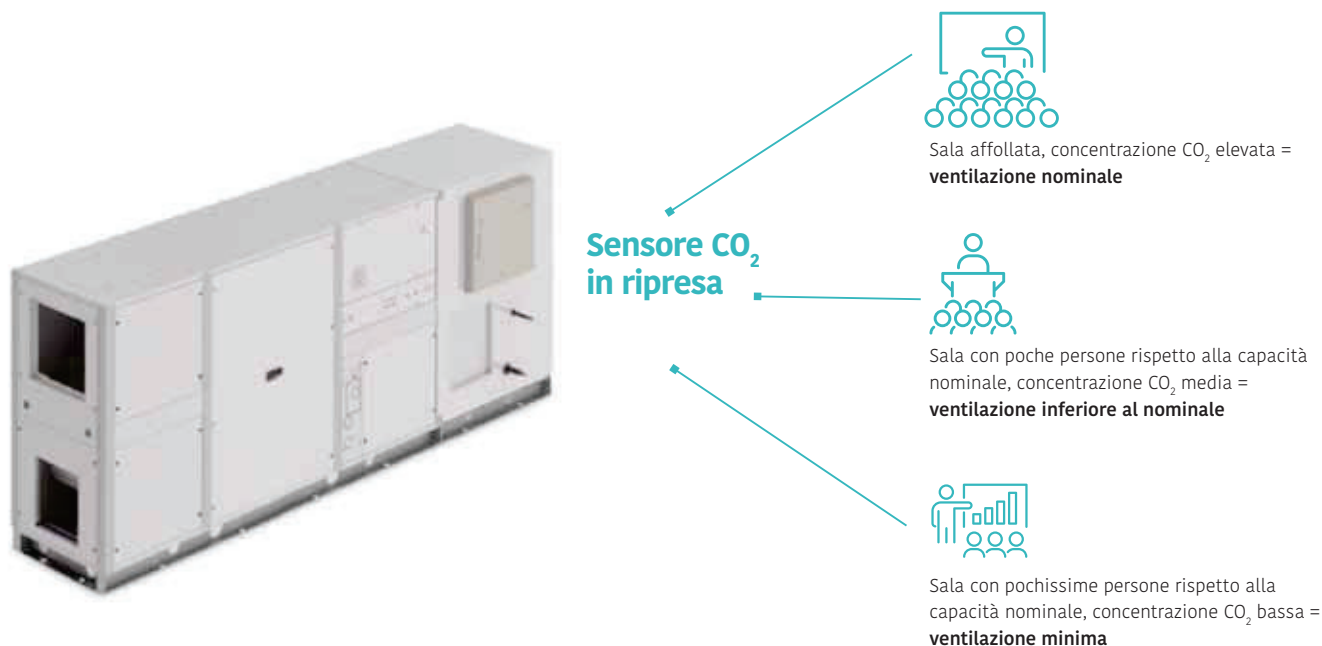 Sensore CO₂
in ripresa
Sala affollata, concentrazione CO₂ elevata =
ventilazione nominale
Sala con poche persone rispetto alla capacità
nominale, concentrazione CO₂ media =
ventilazione inferiore al nominale
Sala con pochissime persone rispetto alla
capacità nominale, concentrazione CO₂ bassa =
ventilazione minima